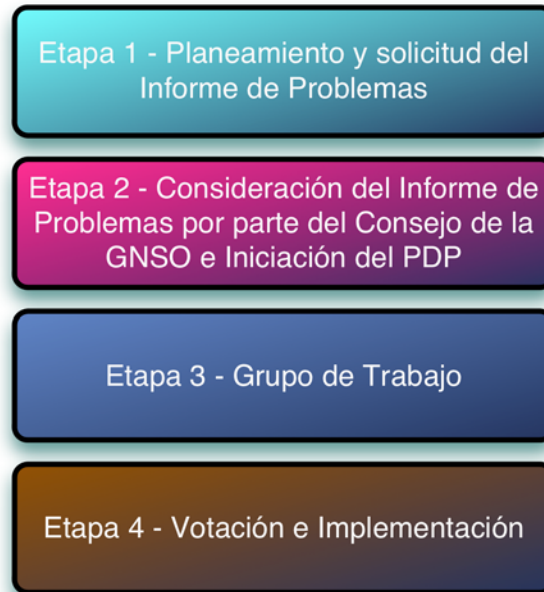 Etapa 1 - Planeamiento y solicitud del
Informe de Problemas
Etapa 2 - Consideración del Informe de
Problemas por parte del Consejo de la
GNSO e Iniciación del PDP
Etapa 3 - Grupo de Trabajo
Etapa 4 - Votación e Implementación